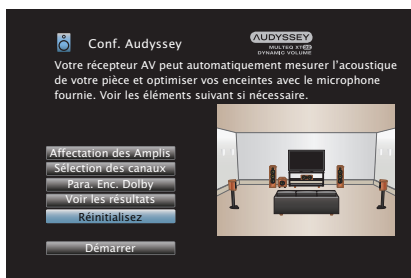 Conf. Audyssey
AUDYSSEY
MULTEQ XT32
DYNAMIC VOLUME
Votre récepteur AV peut automatiquement mesurer l'acoustique
de votre pièce et optimiser vos enceintes avec le microphone
fournie. Voir les éléments suivant si nécessaire.
Affectation des Amplis
Sélection des canaux
Para. Enc. Dolby
Voir les résultats
Réinitialisez
Démarrer